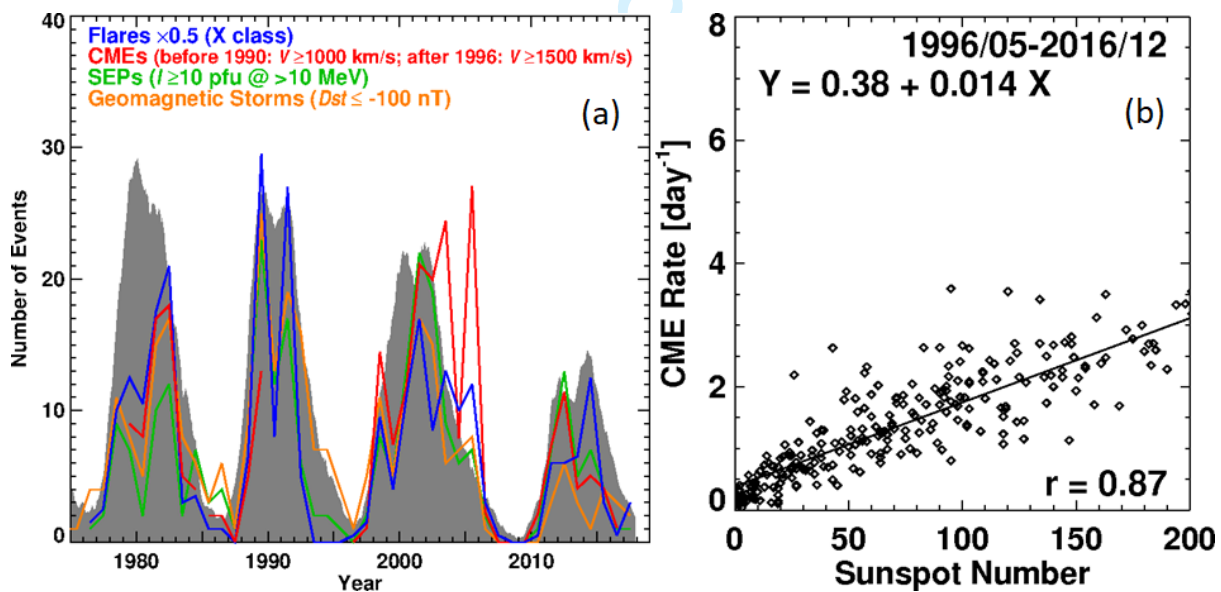 Flares ×0.5 (X class)
CMEs (before 1990: V ≥1000 km/s; after 1996: V ≥1500 km/s)
SEPs (I ≥10 pfu @ >10 MeV)
Geomagnetic Storms (Dst ≤ -100 nT)
(a)
40
30
20
10
0
Number of Events
1980 1990 2000 2010
Year
1996/05-2016/12
Y = 0.38 + 0.014 X
(b)
8
6
4
2
0
CME Rate [day⁻¹]
r = 0.87
0 50 100 150 200
Sunspot Number